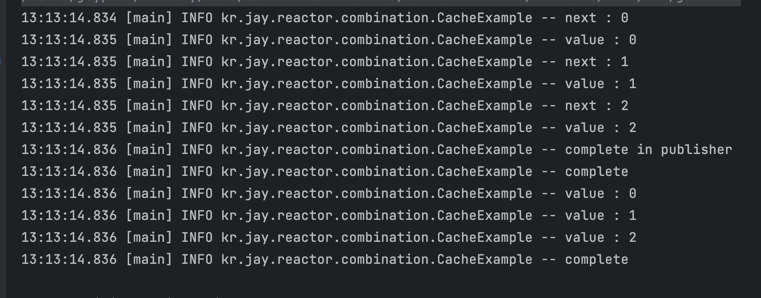 13:13:14.834 [main] INFO kr.jay.reactor.combination.CacheExample -- next : 0
13:13:14.835 [main] INFO kr.jay.reactor.combination.CacheExample -- value : 0
13:13:14.835 [main] INFO kr.jay.reactor.combination.CacheExample -- next : 1
13:13:14.835 [main] INFO kr.jay.reactor.combination.CacheExample -- value : 1
13:13:14.835 [main] INFO kr.jay.reactor.combination.CacheExample -- next : 2
13:13:14.835 [main] INFO kr.jay.reactor.combination.CacheExample -- value : 2
13:13:14.836 [main] INFO kr.jay.reactor.combination.CacheExample -- complete in publisher
13:13:14.836 [main] INFO kr.jay.reactor.combination.CacheExample -- complete
13:13:14.836 [main] INFO kr.jay.reactor.combination.CacheExample -- value : 0
13:13:14.836 [main] INFO kr.jay.reactor.combination.CacheExample -- value : 1
13:13:14.836 [main] INFO kr.jay.reactor.combination.CacheExample -- value : 2
13:13:14.836 [main] INFO kr.jay.reactor.combination.CacheExample -- complete